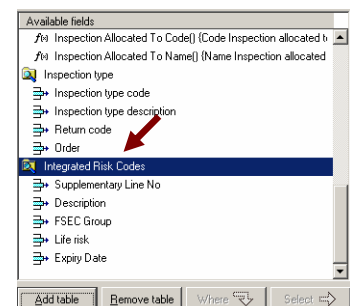 Available fields
f(x) Inspection Allocated To Code() {Code Inspection allocated t
f(x) Inspection Allocated To Name() {Name Inspection allocated
Inspection type
Inspection type code
Inspection type description
Return code
Order
Integrated Risk Codes
Supplementary Line No
Description
FSEC Group
Life risk
Expiry Date
Add table Remove table Where Select